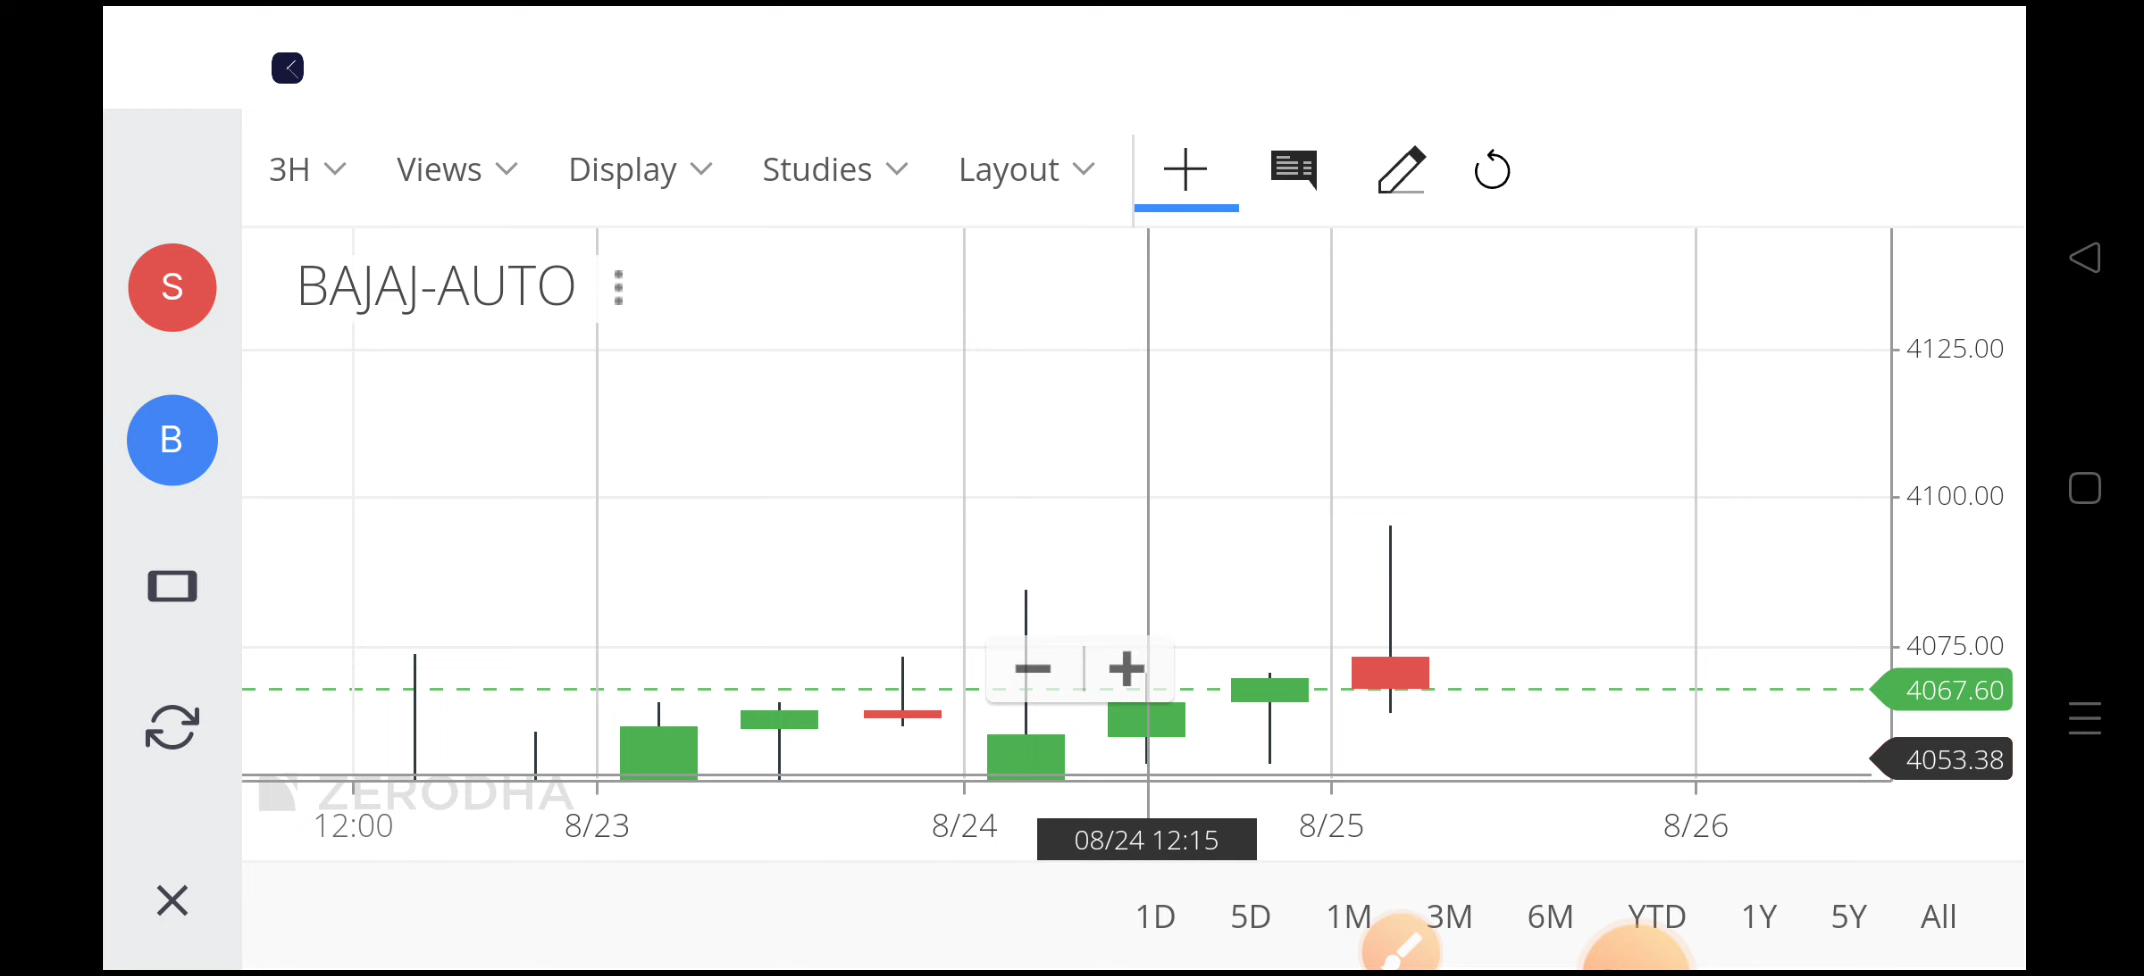 3H Views Display Studies Layout
BAJAJ-AUTO
S
B
4125.00
4100.00
4075.00
4067.60
4053.38
ZERODHA
12:00 8/23 8/24 8/25 8/26
08/24 12:15
1D 5D 1M 3M 6M YTD 1Y 5Y All